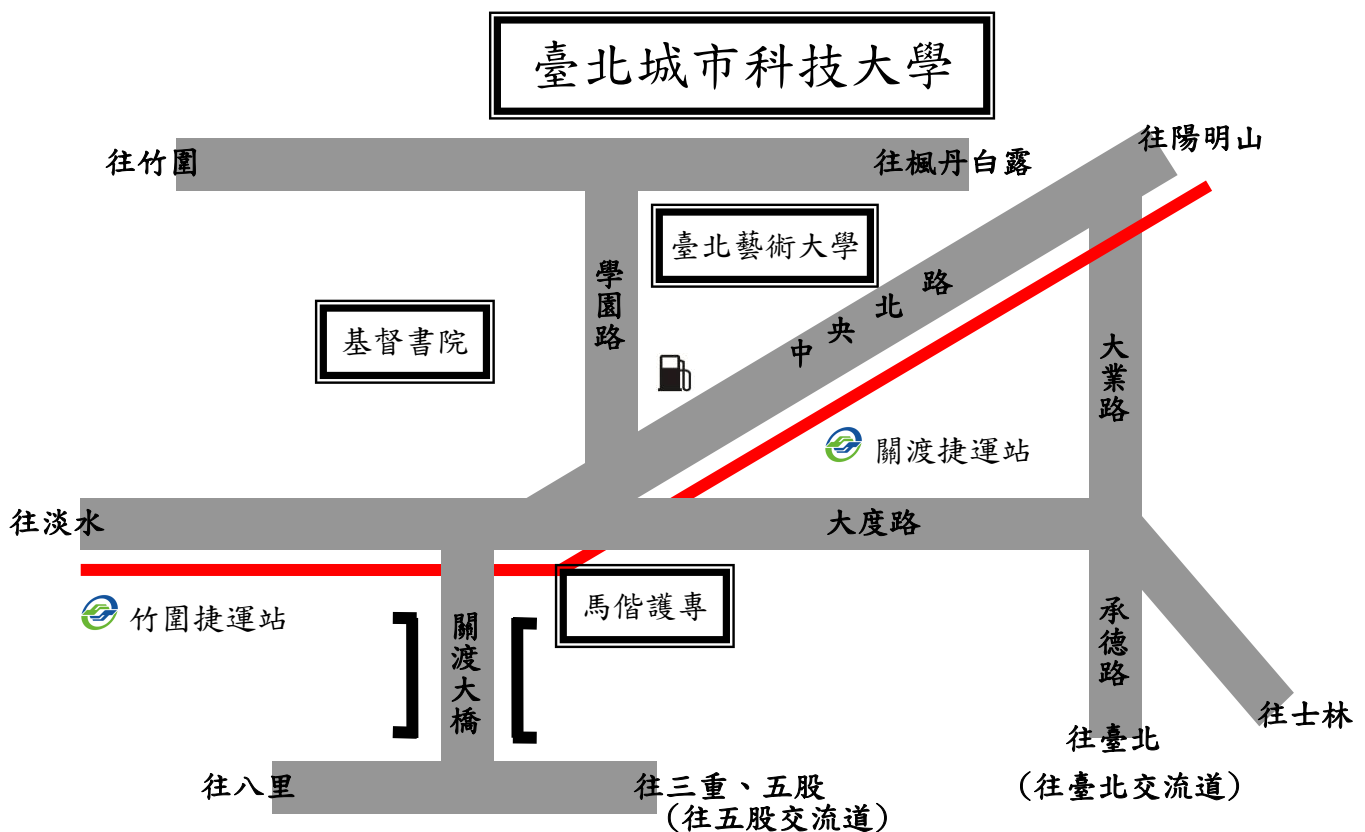 臺北城市科技大學
往竹圍
往楓丹白露
往陽明山
臺北藝術大學
學園路
基督書院
中央北路
大業路
關渡捷運站
往淡水
大度路
竹圍捷運站
馬偕護專
關渡大橋
承德路
往士林
往臺北
(往臺北交流道)
往八里
往三重、五股
(往五股交流道)